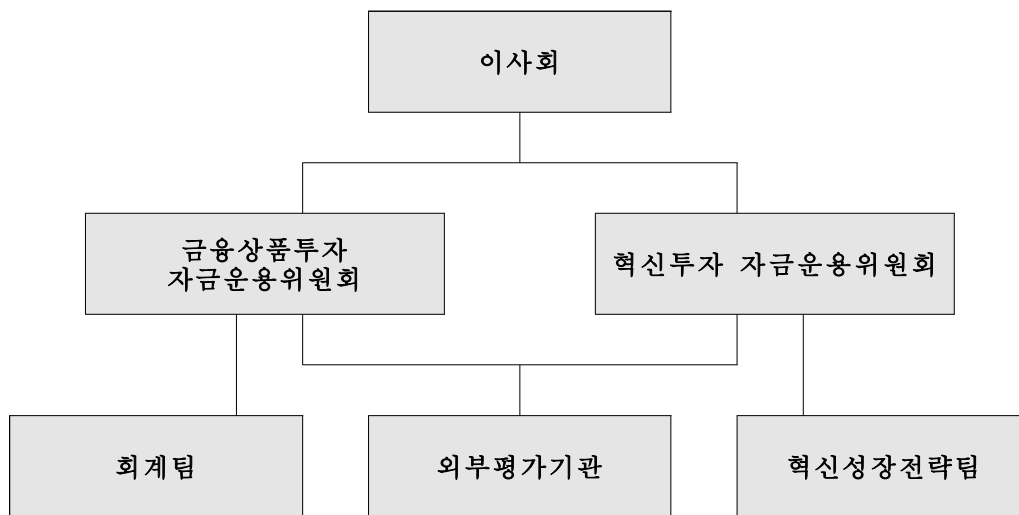 이사회
금융상품투자
자금운용위원회
혁신투자 자금운용위원회
회계팀
외부평가기관
혁신성장전략팀